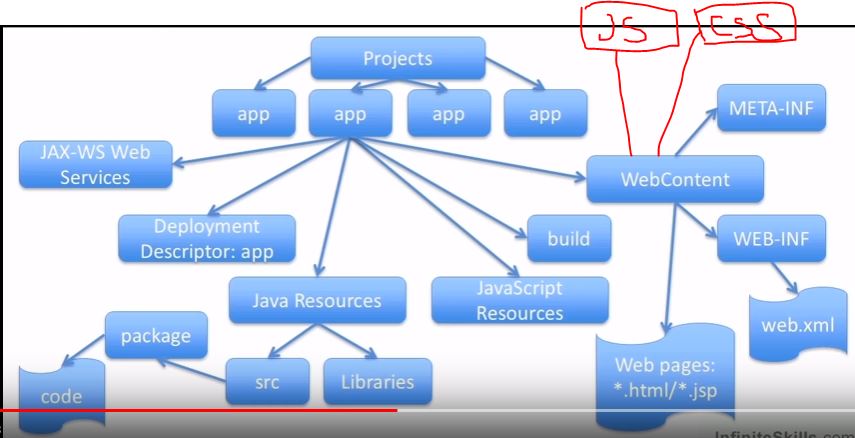 JS
CSS
Projects
app
app
app
app
META-INF
JAX-WS Web
Services
WebContent
Deployment
Descriptor: app
build
WEB-INF
Java Resources
JavaScript
Resources
package
web.xml
code
src
Libraries
Web pages:
*.html/*.jsp
InfiniteSkills.com